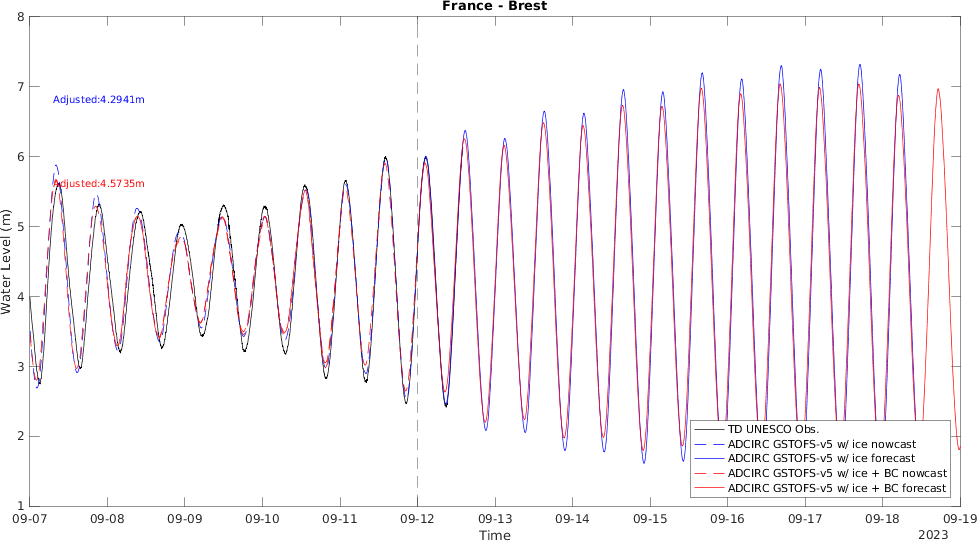 France - Brest
8
7
6
5
4
3
2
1
Water Level (m)
Adjusted:4.2941m
Adjusted:4.5735m
TD UNESCO Obs.
ADCIRC GSTOFS-v5 w/ ice nowcast
ADCIRC GSTOFS-v5 w/ ice forecast
ADCIRC GSTOFS-v5 w/ ice + BC nowcast
ADCIRC GSTOFS-v5 w/ ice + BC forecast
09-07 09-08 09-09 09-10 09-11 09-12 09-13 09-14 09-15 09-16 09-17 09-18 09-19
Time
2023